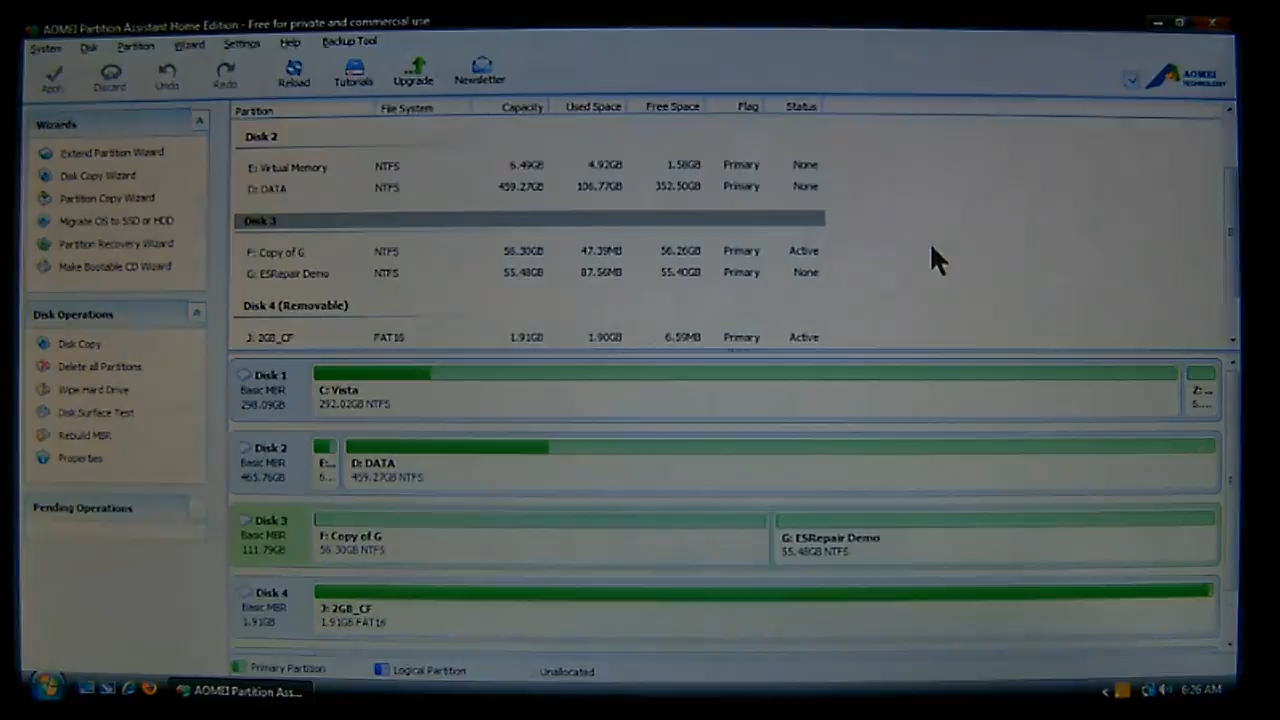 AOMEI Partition Assistant Home Edition - Free for private and commercial use
System Disk Partition Wizard Settings Help Backup Tool
Apply Discard Undo Redo Reload Tutorials Upgrade Newsletter
AOMEI
TECHNOLOGY
Wizards
Extend Partition Wizard
Disk Copy Wizard
Partition Copy Wizard
Migrate OS to SSD or HDD
Partition Recovery Wizard
Make Bootable CD Wizard
Disk Operations
Disk Copy
Delete all Partitions
Wipe Hard Drive
Disk Surface Test
Rebuild MBR
Properties
Pending Operations
Partition File System Capacity Used Space Free Space Flag Status
Disk 2
E: Virtual Memory NTFS 6.49GB 4.92GB 1.58GB Primary None
D: DATA NTFS 459.27GB 106.77GB 352.50GB Primary None
Disk 3
F: Copy of G NTFS 56.30GB 47.39MB 56.26GB Primary Active
G: ESRepair Demo NTFS 55.48GB 87.56MB 55.40GB Primary None
Disk 4 (Removable)
J: 2GB_CF FAT16 1.91GB 1.90GB 6.59MB Primary Active
Disk 1
Basic MBR
298.09GB
C: Vista
292.02GB NTFS
Z: ...
6....
Disk 2
Basic MBR
465.76GB
E:...
6...
D: DATA
459.27GB NTFS
Disk 3
Basic MBR
111.79GB
F: Copy of G
56.30GB NTFS
G: ESRepair Demo
55.48GB NTFS
Disk 4
Basic MBR
1.91GB
J: 2GB_CF
1.91GB FAT16
Primary Partition Logical Partition Unallocated
AOMEI Partition Ass... 6:26 AM